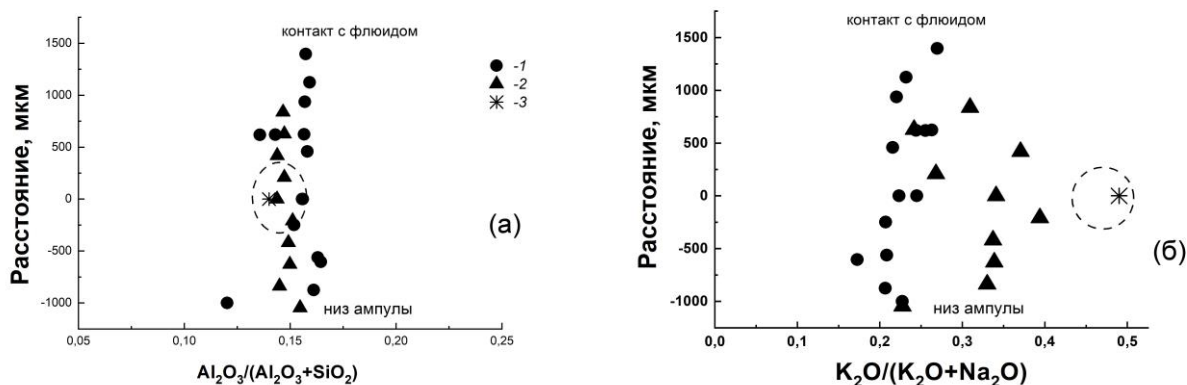 контакт с флюидом
1500
1000
500
0
-500
-1000
Расстояние, мкм
-1
-2
-3
(а)
низ ампулы
0,05
0,10
0,15
0,20
0,25
Al₂O₃/(Al₂O₃+SiO₂)
контакт с флюидом
1500
1000
500
0
-500
-1000
Расстояние, мкм
(б)
низ ампулы
0,0
0,1
0,2
0,3
0,4
0,5
K₂O/(K₂O+Na₂O)